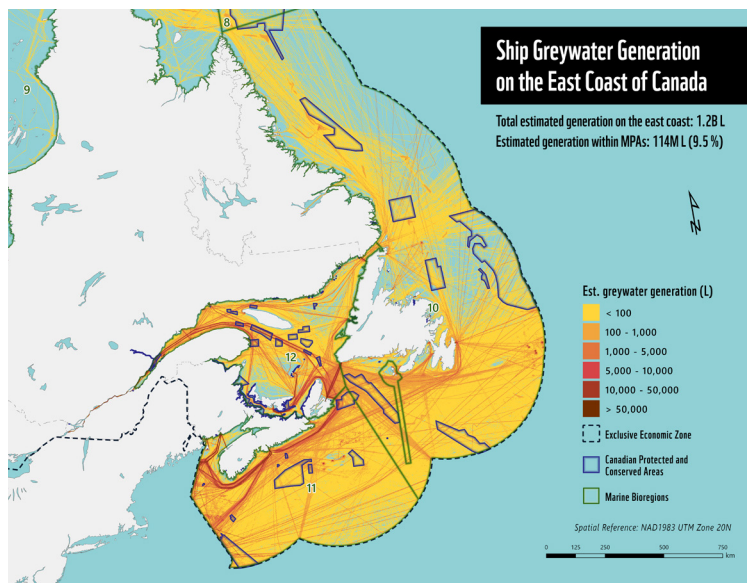 8
9
10
12
11
Ship Greywater Generation
on the East Coast of Canada
Total estimated generation on the east coast: 1.2B L
Estimated generation within MPAs: 114M L (9.5 %)
N
Est. greywater generation (L)
< 100
100 - 1,000
1,000 - 5,000
5,000 - 10,000
10,000 - 50,000
> 50,000
Exclusive Economic Zone
Canadian Protected and
Conserved Areas
Marine Bioregions
Spatial Reference: NAD1983 UTM Zone 20N
0 125 250 500 750
km